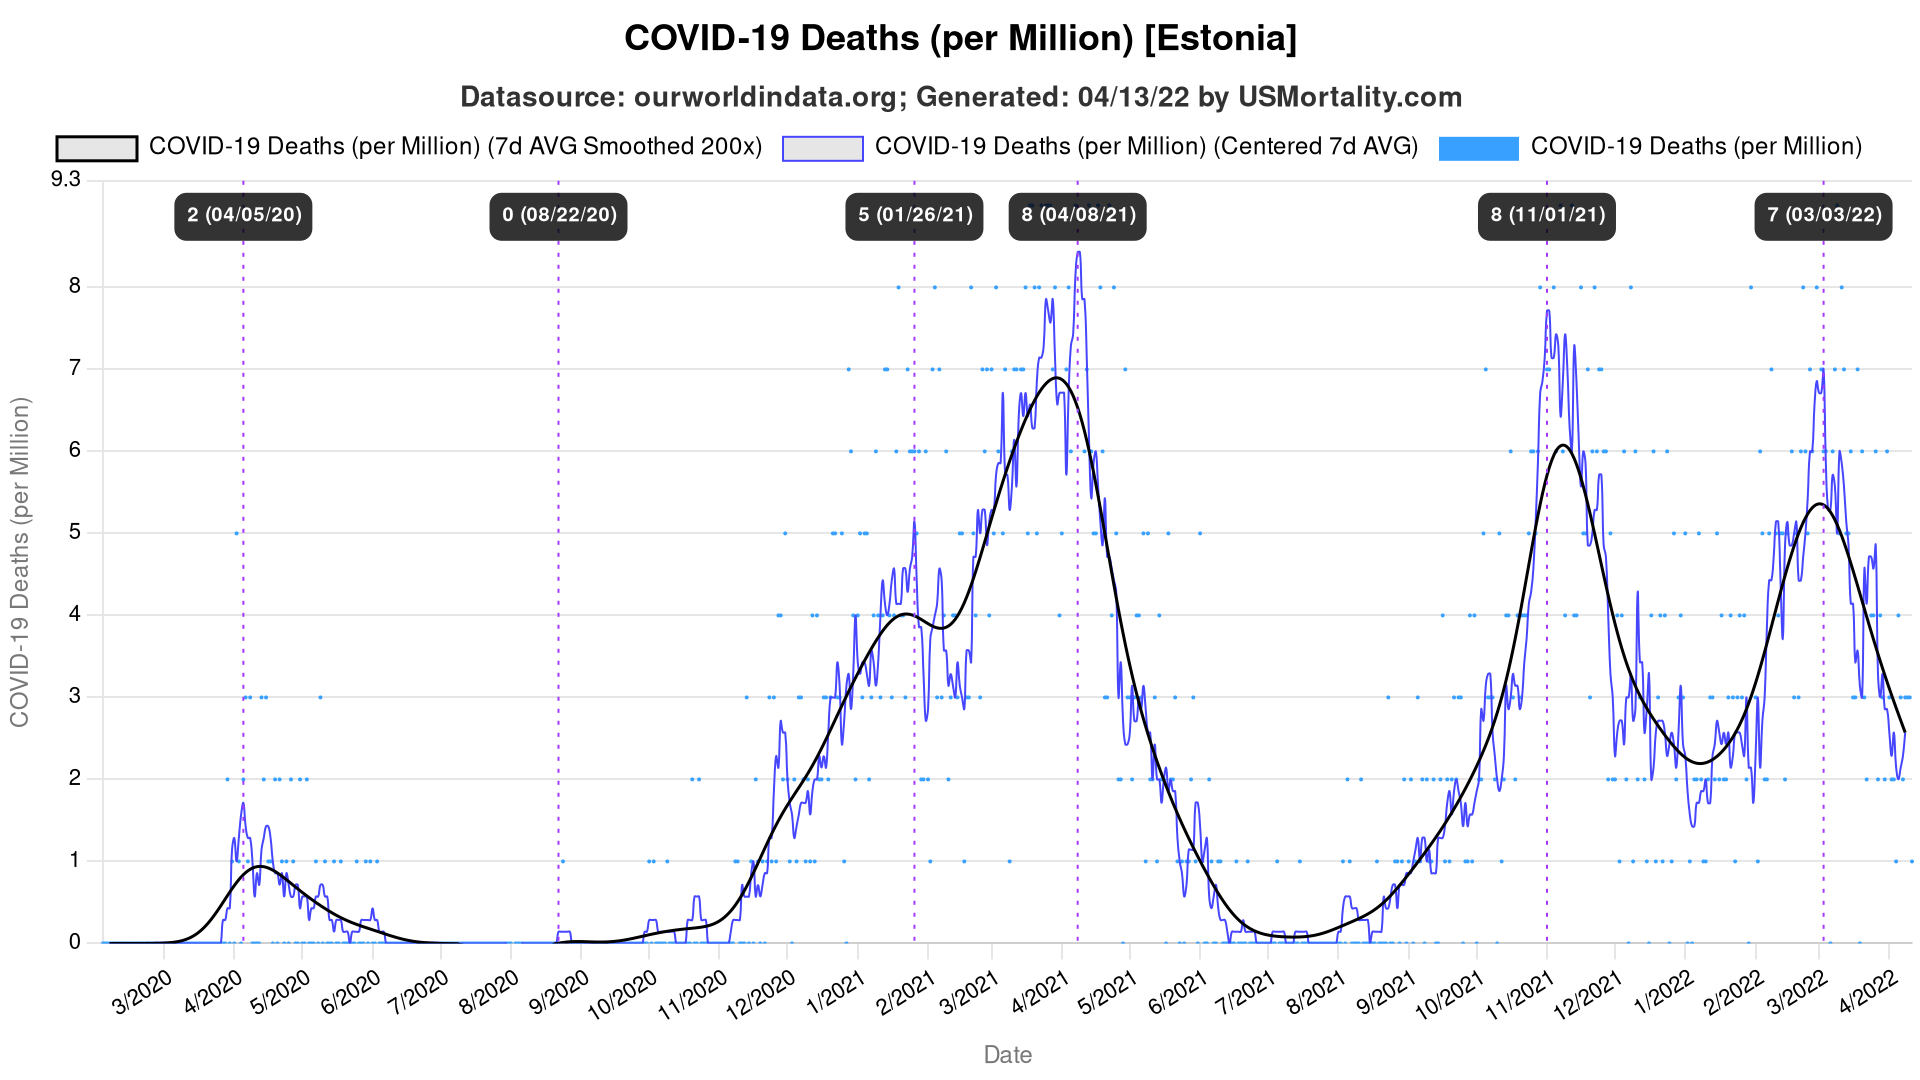 COVID-19 Deaths (per Million) [Estonia]
Datasource: ourworldindata.org; Generated: 04/13/22 by USMortality.com
COVID-19 Deaths (per Million) (7d AVG Smoothed 200x) COVID-19 Deaths (per Million) (Centered 7d AVG) COVID-19 Deaths (per Million)
9.3
2 (04/05/20) 0 (08/22/20) 5 (01/26/21) 8 (04/08/21) 8 (11/01/21) 7 (03/03/22)
8
7
6
5
4
3
2
1
0
COVID-19 Deaths (per Million)
3/2020 4/2020 5/2020 6/2020 7/2020 8/2020 9/2020 10/2020 11/2020 12/2020 1/2021 2/2021 3/2021 4/2021 5/2021 6/2021 7/2021 8/2021 9/2021 10/2021 11/2021 12/2021 1/2022 2/2022 3/2022 4/2022
Date